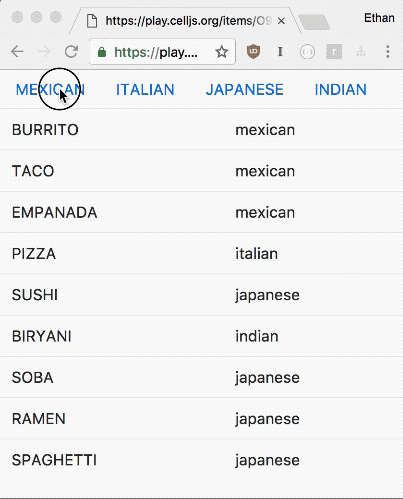 Ethan
https://play.celljs.org/items/O9
https://play....
MEXICAN ITALIAN JAPANESE INDIAN
BURRITO mexican
TACO mexican
EMPANADA mexican
PIZZA italian
SUSHI japanese
BIRYANI indian
SOBA japanese
RAMEN japanese
SPAGHETTI japanese